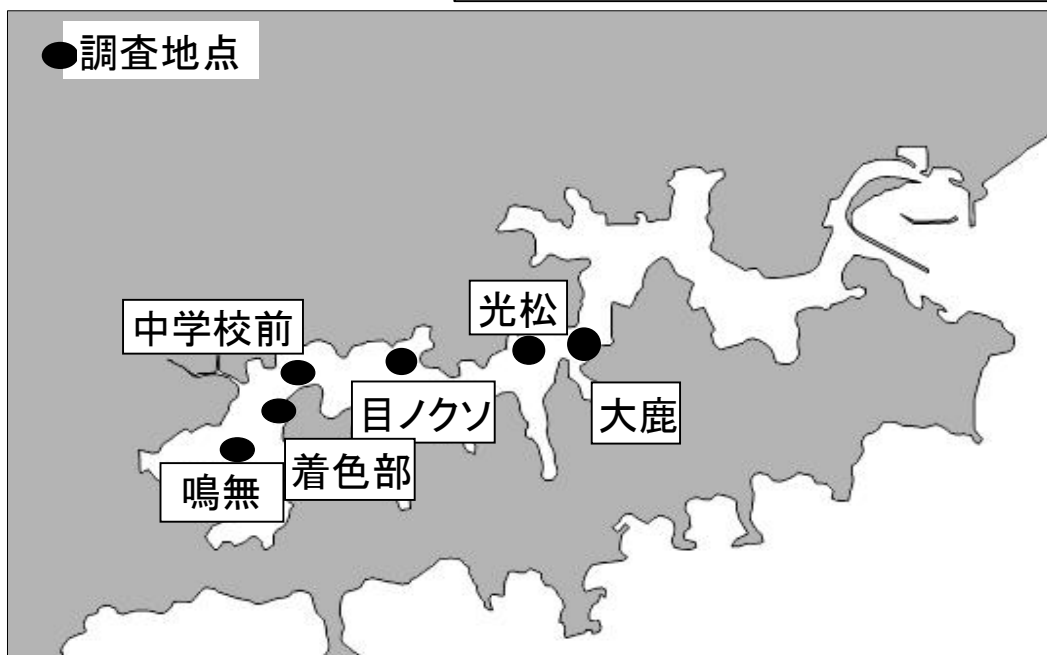 調査地点
光松
中学校前
目ノクソ
大鹿
着色部
鳴無